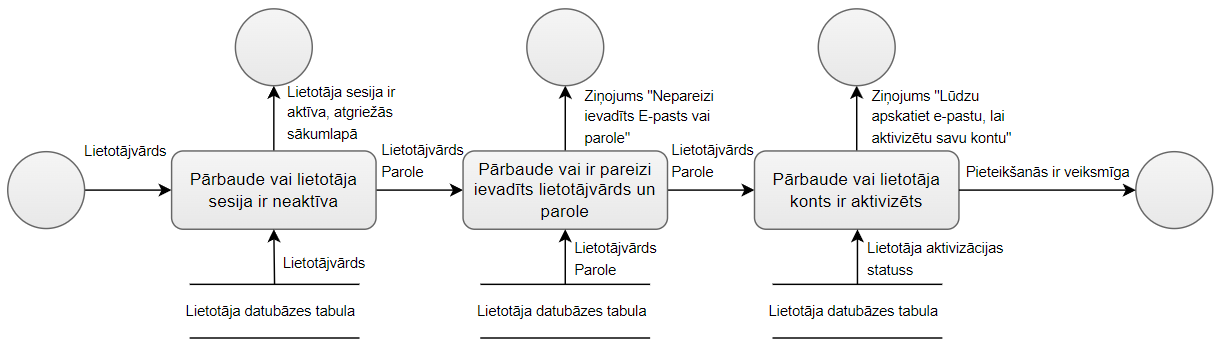 Lietotāja sesija ir
aktīva, atgriežās
sākumlapā
Ziņojums "Nepareizi
ievadīts E-pasts vai
parole"
Ziņojums "Lūdzu
apskatiet e-pastu, lai
aktivizētu savu kontu"
Lietotājvārds
Pārbaude vai lietotāja
sesija ir neaktīva
Lietotājvārds
Parole
Pārbaude vai ir pareizi
ievadīts lietotājvārds un
parole
Lietotājvārds
Parole
Pārbaude vai lietotāja
konts ir aktivizēts
Pieteikšanās ir veiksmīga
Lietotājvārds
Lietotājvārds
Parole
Lietotāja aktivizācijas
statuss
Lietotāja datubāzes tabula
Lietotāja datubāzes tabula
Lietotāja datubāzes tabula